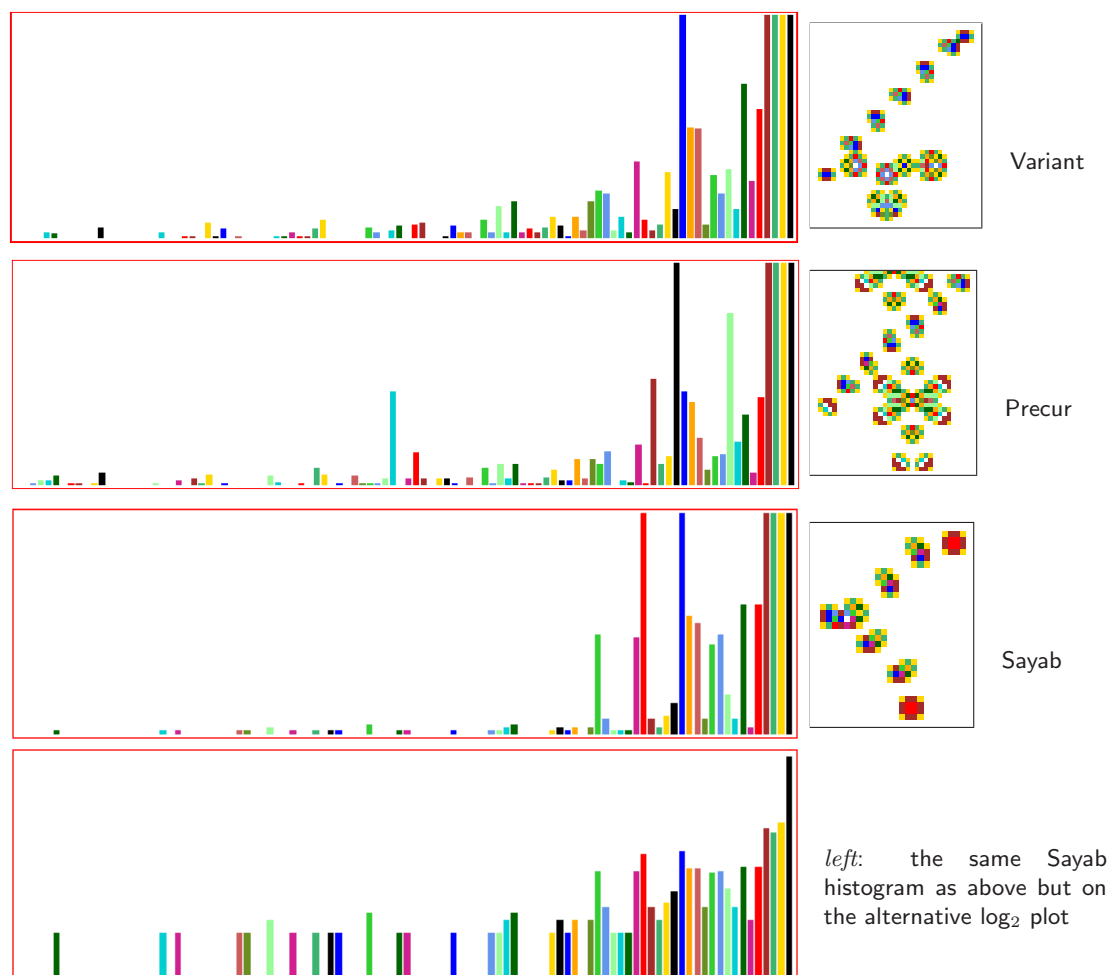 Variant
Precur
Sayab
left: the same Sayab
histogram as above but on
the alternative log₂ plot